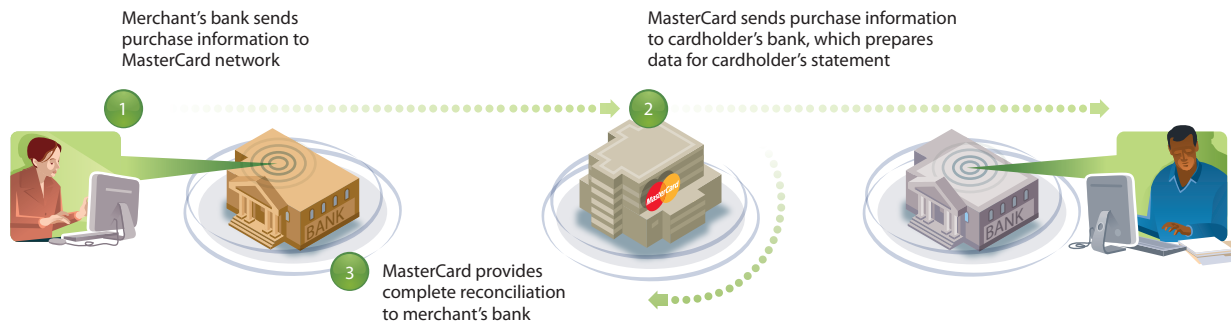 Merchant’s bank sends
purchase information to
MasterCard network
MasterCard sends purchase information
to cardholder’s bank, which prepares
data for cardholder’s statement
1
2
BANK
MasterCard
BANK
3
MasterCard provides
complete reconciliation
to merchant’s bank